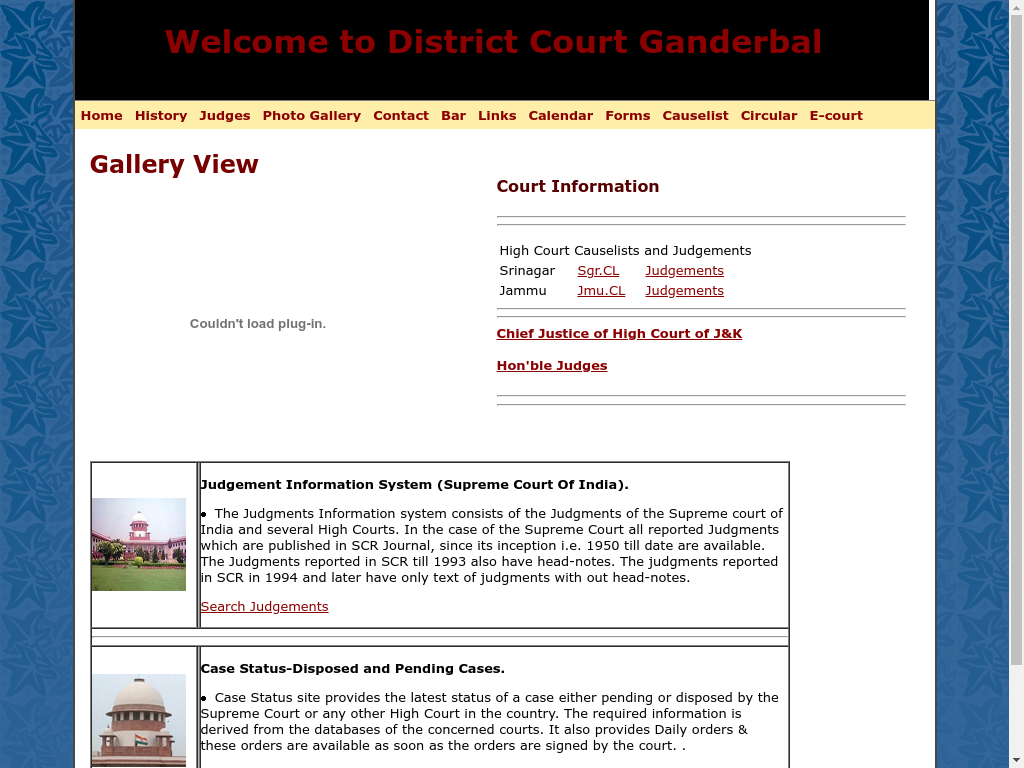 Welcome to District Court Ganderbal
Home History Judges Photo Gallery Contact Bar Links Calendar Forms Causelist Circular E-court
Gallery View
Couldn't load plug-in.
Court Information
High Court Causelists and Judgements
Srinagar Sgr.CL Judgements
Jammu Jmu.CL Judgements
Chief Justice of High Court of J&K
Hon'ble Judges
Judgement Information System (Supreme Court Of India).
• The Judgments Information system consists of the Judgments of the Supreme court of
India and several High Courts. In the case of the Supreme Court all reported Judgments
which are published in SCR Journal, since its inception i.e. 1950 till date are available.
The Judgments reported in SCR till 1993 also have head-notes. The judgments reported
in SCR in 1994 and later have only text of judgments with out head-notes.
Search Judgements
Case Status-Disposed and Pending Cases.
• Case Status site provides the latest status of a case either pending or disposed by the
Supreme Court or any other High Court in the country. The required information is
derived from the databases of the concerned courts. It also provides Daily orders &
these orders are available as soon as the orders are signed by the court. .